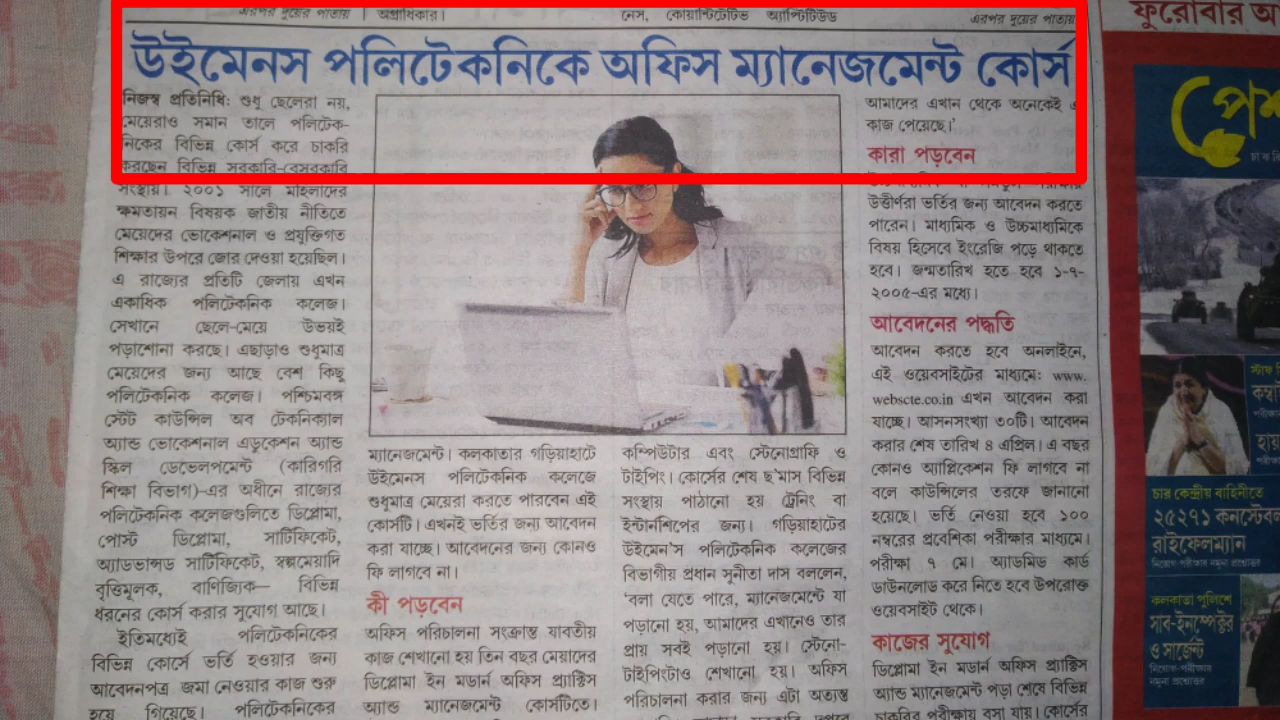 এরপর দুয়ের পাতায়
অগ্রাধিকার।
নেস, কোয়ান্টিটেটিভ অ্যাপ্টিটিউড
এরপর দুয়ের পাতায়
উইমেনস পলিটেকনিকে অফিস ম্যানেজমেন্ট কোর্স
নিজস্ব প্রতিনিধি: শুধু ছেলেরা নয়,
মেয়েরাও সমান তালে পলিটেক-
নিকের বিভিন্ন কোর্স করে চাকরি
করছেন বিভিন্ন সরকারি-বেসরকারি
সংস্থায়। ২০০১ সালে মহিলাদের
ক্ষমতায়ন বিষয়ক জাতীয় নীতিতে
মেয়েদের ভোকেশনাল ও প্রযুক্তিগত
শিক্ষার উপরে জোর দেওয়া হয়েছিল।
এ রাজ্যের প্রতিটি জেলায় এখন
একাধিক পলিটেকনিক কলেজ।
সেখানে ছেলে-মেয়ে উভয়ই
পড়াশোনা করছে। এছাড়াও শুধুমাত্র
মেয়েদের জন্য আছে বেশ কিছু
পলিটেকনিক কলেজ। পশ্চিমবঙ্গ
স্টেট কাউন্সিল অব টেকনিক্যাল
অ্যান্ড ভোকেশনাল এডুকেশন অ্যান্ড
স্কিল ডেভেলপমেন্ট (কারিগরি
শিক্ষা বিভাগ)-এর অধীনে রাজ্যের
পলিটেকনিক কলেজগুলিতে ডিপ্লোমা,
পোস্ট ডিপ্লোমা, সার্টিফিকেট,
অ্যাডভান্সড সার্টিফিকেট, স্বল্পমেয়াদি
বৃত্তিমূলক, বাণিজ্যিক— বিভিন্ন
ধরনের কোর্স করার সুযোগ আছে।
ইতিমধ্যেই পলিটেকনিকের
বিভিন্ন কোর্সে ভর্তি হওয়ার জন্য
আবেদনপত্র জমা নেওয়ার কাজ শুরু
হয়ে গিয়েছে। পলিটেকনিকের
ম্যানেজমেন্ট। কলকাতার গড়িয়াহাটে
উইমেনস পলিটেকনিক কলেজে
শুধুমাত্র মেয়েরা করতে পারবেন এই
কোর্সটি। এখনই ভর্তির জন্য আবেদন
করা যাচ্ছে। আবেদনের জন্য কোনও
ফি লাগবে না।
কী পড়বেন
অফিস পরিচালনা সংক্রান্ত যাবতীয়
কাজ শেখানো হয় তিন বছর মেয়াদের
ডিপ্লোমা ইন মডার্ন অফিস প্র্যাক্টিস
অ্যান্ড ম্যানেজমেন্ট কোর্সটিতে।
কম্পিউটার এবং স্টেনোগ্রাফি ও
টাইপিং। কোর্সের শেষ ছ'মাস বিভিন্ন
সংস্থায় পাঠানো হয় ট্রেনিং বা
ইন্টার্নশিপের জন্য। গড়িয়াহাটের
উইমেন'স পলিটেকনিক কলেজের
বিভাগীয় প্রধান সুনীতা দাস বললেন,
'বলা যেতে পারে, ম্যানেজমেন্টে যা
পড়ানো হয়, আমাদের এখানেও তার
প্রায় সবই পড়ানো হয়। স্টেনো-
টাইপিংটাও শেখানো হয়। অফিস
পরিচালনা করার জন্য এটা অত্যন্ত
আমাদের এখান থেকে অনেকেই
কাজ পেয়েছে।'
কারা পড়বেন
উত্তীর্ণরা ভর্তির জন্য আবেদন করতে
পারেন। মাধ্যমিক ও উচ্চমাধ্যমিকে
বিষয় হিসেবে ইংরেজি পড়ে থাকতে
হবে। জন্মতারিখ হতে হবে ১-৭-
২০০৫-এর মধ্যে।
আবেদনের পদ্ধতি
আবেদন করতে হবে অনলাইনে,
এই ওয়েবসাইটের মাধ্যমে: www.
webscte.co.in এখন আবেদন করা
যাচ্ছে। আসনসংখ্যা ৩০টি। আবেদন
করার শেষ তারিখ ৪ এপ্রিল। এ বছর
কোনও অ্যাপ্লিকেশন ফি লাগবে না
বলে কাউন্সিলের তরফে জানানো
হয়েছে। ভর্তি নেওয়া হবে ১০০
নম্বরের প্রবেশিকা পরীক্ষার মাধ্যমে।
পরীক্ষা ৭ মে। অ্যাডমিড কার্ড
ডাউনলোড করে নিতে হবে উপরোক্ত
ওয়েবসাইট থেকে।
কাজের সুযোগ
ডিপ্লোমা ইন মডার্ন অফিস প্র্যাক্টিস
অ্যান্ড ম্যানেজমেন্ট পড়া শেষে বিভিন্ন
চাকরির পরীক্ষায় বসা যায়। কোর্সের
ফুরোবার
স্টাফ
চার কেন্দ্রীয় বাহিনীতে
২৫২৭১ কনস্টেবল
রাইফেলম্যান
নিয়োগ-পরীক্ষার নমুনা প্রশ্নোত্তর
কলকাতা পুলিশে
সাব-ইনস্পেক্টর
ও সার্জেন্ট
নিয়োগ-পরীক্ষার
নমুনা প্রশ্নোত্তর